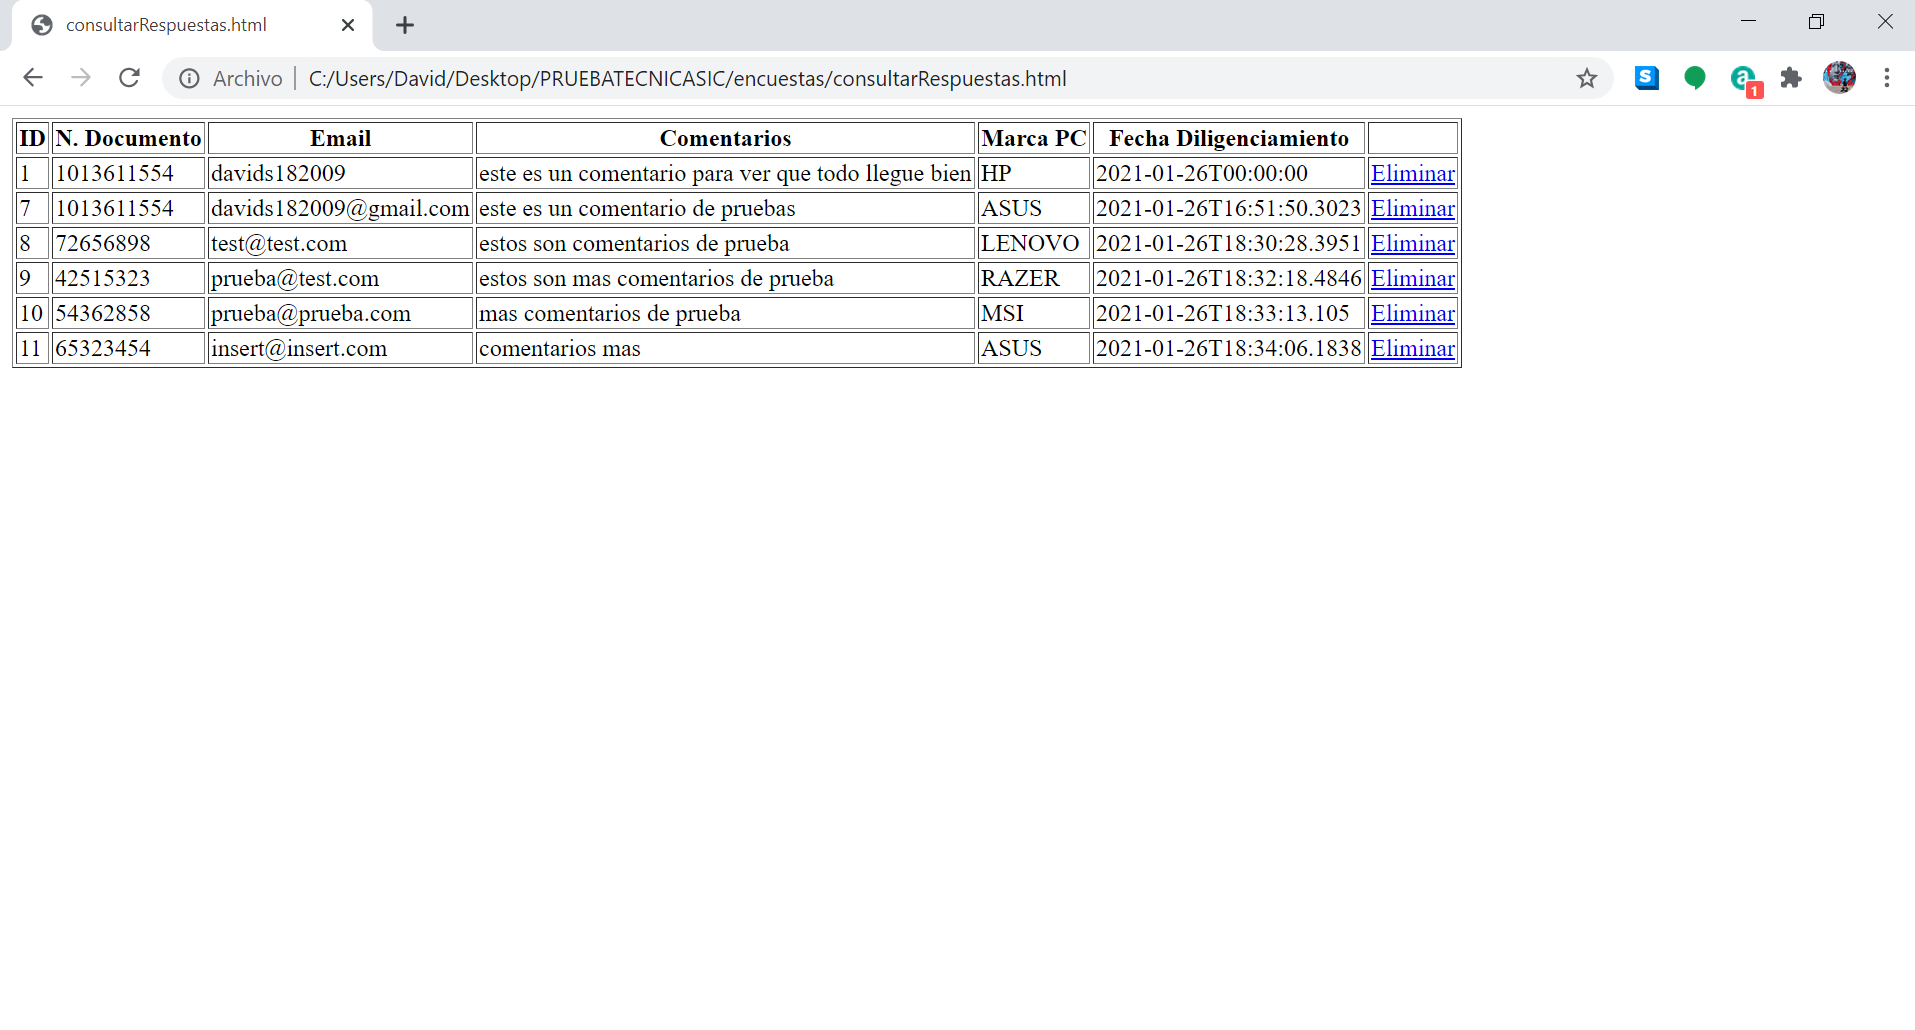 consultarRespuestas.html
Archivo | C:/Users/David/Desktop/PRUEBATECNICASIC/encuestas/consultarRespuestas.html
S a 1
ID N. Documento Email Comentarios Marca PC Fecha Diligenciamiento
1 1013611554 davids182009 este es un comentario para ver que todo llegue bien HP 2021-01-26T00:00:00 Eliminar
7 1013611554 davids182009@gmail.com este es un comentario de pruebas ASUS 2021-01-26T16:51:50.3023 Eliminar
8 72656898 test@test.com estos son comentarios de prueba LENOVO 2021-01-26T18:30:28.3951 Eliminar
9 42515323 prueba@test.com estos son mas comentarios de prueba RAZER 2021-01-26T18:32:18.4846 Eliminar
10 54362858 prueba@prueba.com mas comentarios de prueba MSI 2021-01-26T18:33:13.105 Eliminar
11 65323454 insert@insert.com comentarios mas ASUS 2021-01-26T18:34:06.1838 Eliminar